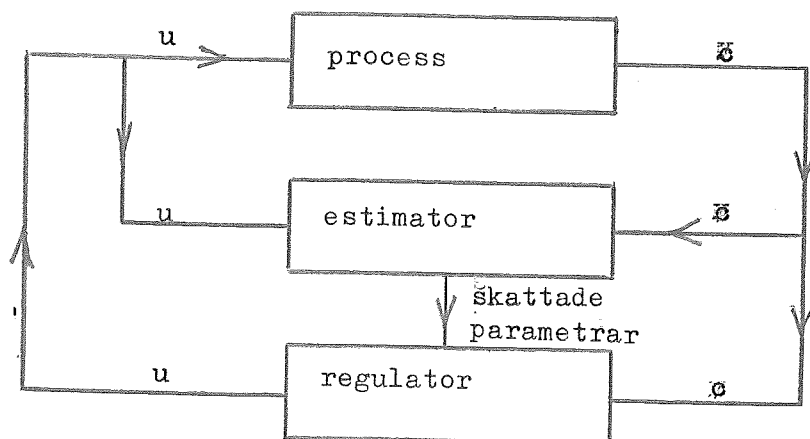 u
process
u
estimator
skattade
parametrar
u
regulator